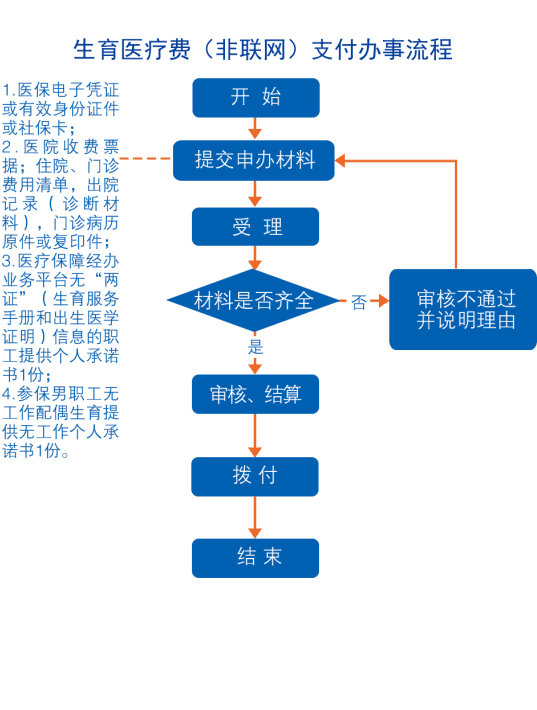 生育医疗费（非联网）支付办事流程
开 始
提交申办材料
受 理
材料是否齐全
否
审核不通过
并说明理由
是
审核、结算
拨 付
结 束
1.医保电子凭证
或有效身份证件
或社保卡；
2.医院收费票
据；住院、门诊
费用清单，出院
记录（诊断材
料），门诊病历
原件或复印件；
3.医疗保障经办
业务平台无“两
证”（生育服务
手册和出生医学
证明）信息的职
工提供个人承诺
书1份；
4.参保男职工无
工作配偶生育提
供无工作个人承
诺书1份。